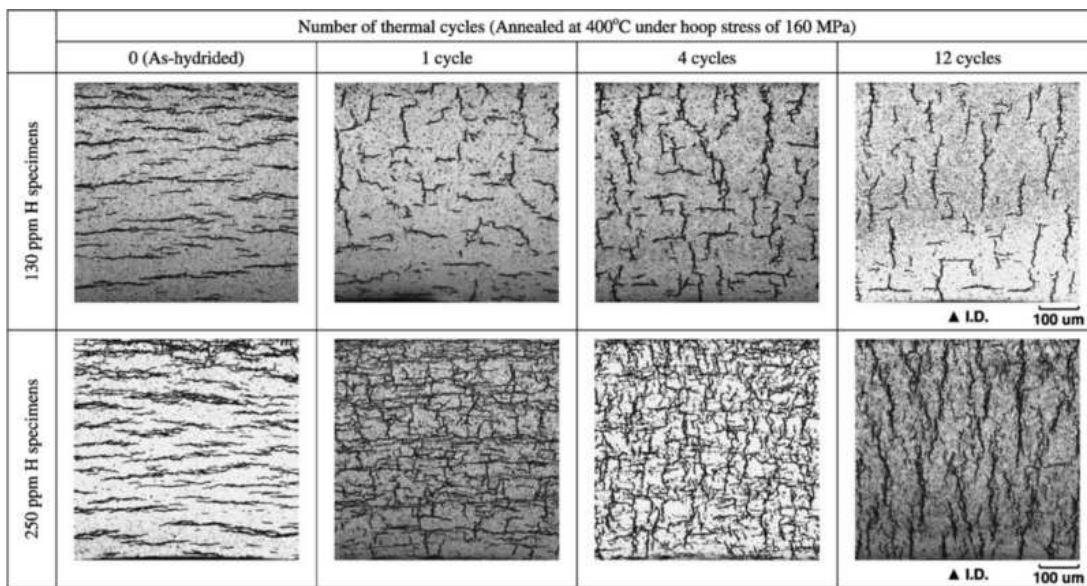 Number of thermal cycles (Annealed at 400°C under hoop stress of 160 MPa)
0 (As-hydrided)
1 cycle
4 cycles
12 cycles
130 ppm H specimens
▲ I.D.
100 um
250 ppm H specimens
▲ I.D.
100 um